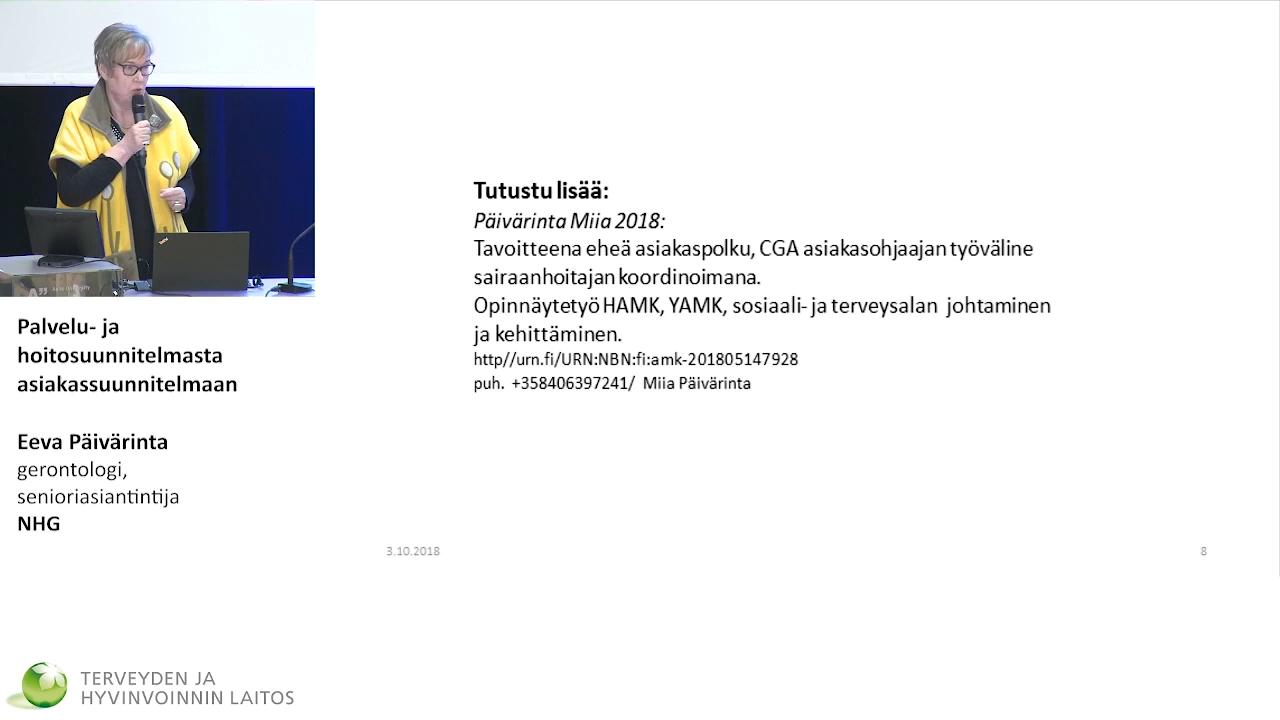 Palvelu- ja
hoitosuunnitelmasta
asiakassuunnitelmaan
Eeva Päivärinta
gerontologi,
senioriasiantintija
NHG
Tutustu lisää:
Päivärinta Miia 2018:
Tavoitteena eheä asiakaspolku, CGA asiakasohjaajan työväline
sairaanhoitajan koordinoimana.
Opinnäytetyö HAMK, YAMK, sosiaali- ja terveysalan johtaminen
ja kehittäminen.
http//urn.fi/URN:NBN:fi:amk-201805147928
puh. +358406397241/ Miia Päivärinta
3.10.2018
8
TERVEYDEN JA
HYVINVOINNIN LAITOS